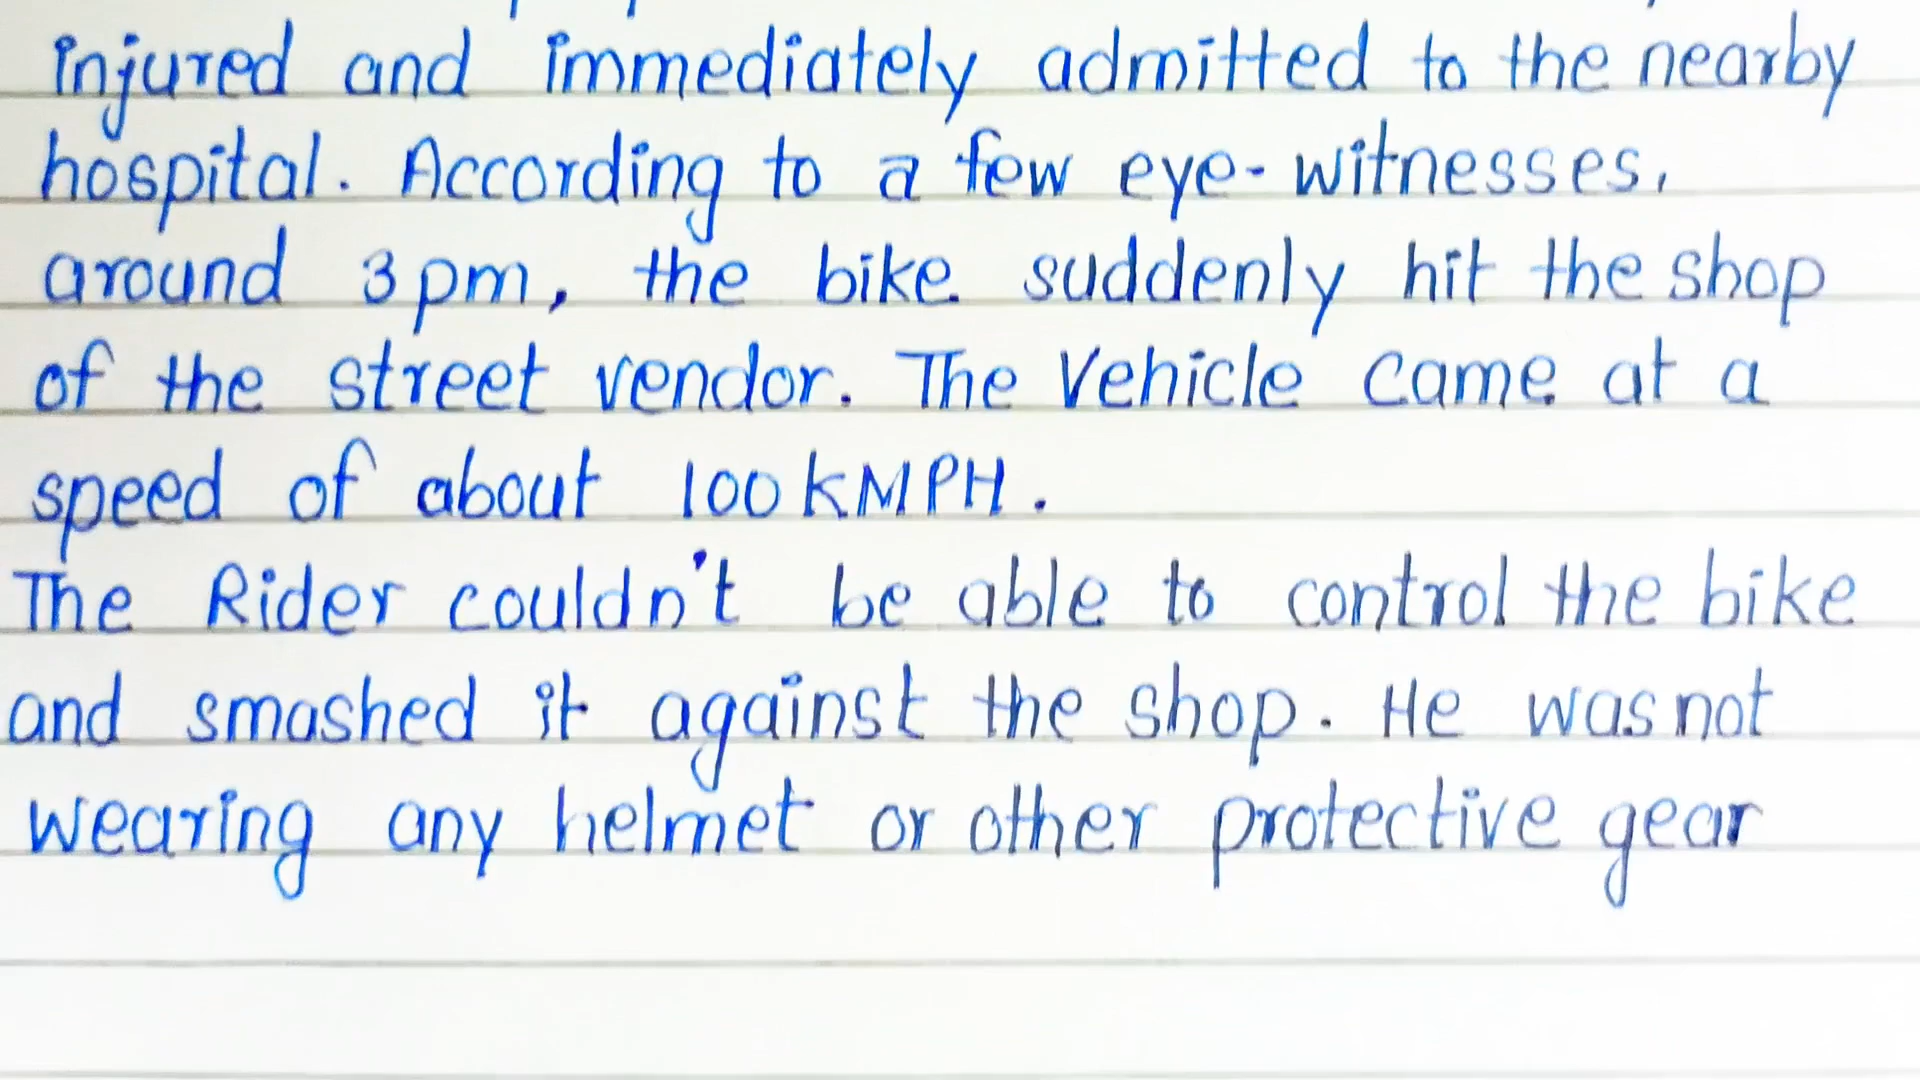 injured and immediately admitted to the nearby
hospital. According to a few eye-witnesses,
around 3pm, the bike suddenly hit the shop
of the street vendor. The Vehicle came at a
speed of about 100KMPH.
The Rider couldn't be able to control the bike
and smashed it against the shop. He was not
wearing any helmet or other protective gear